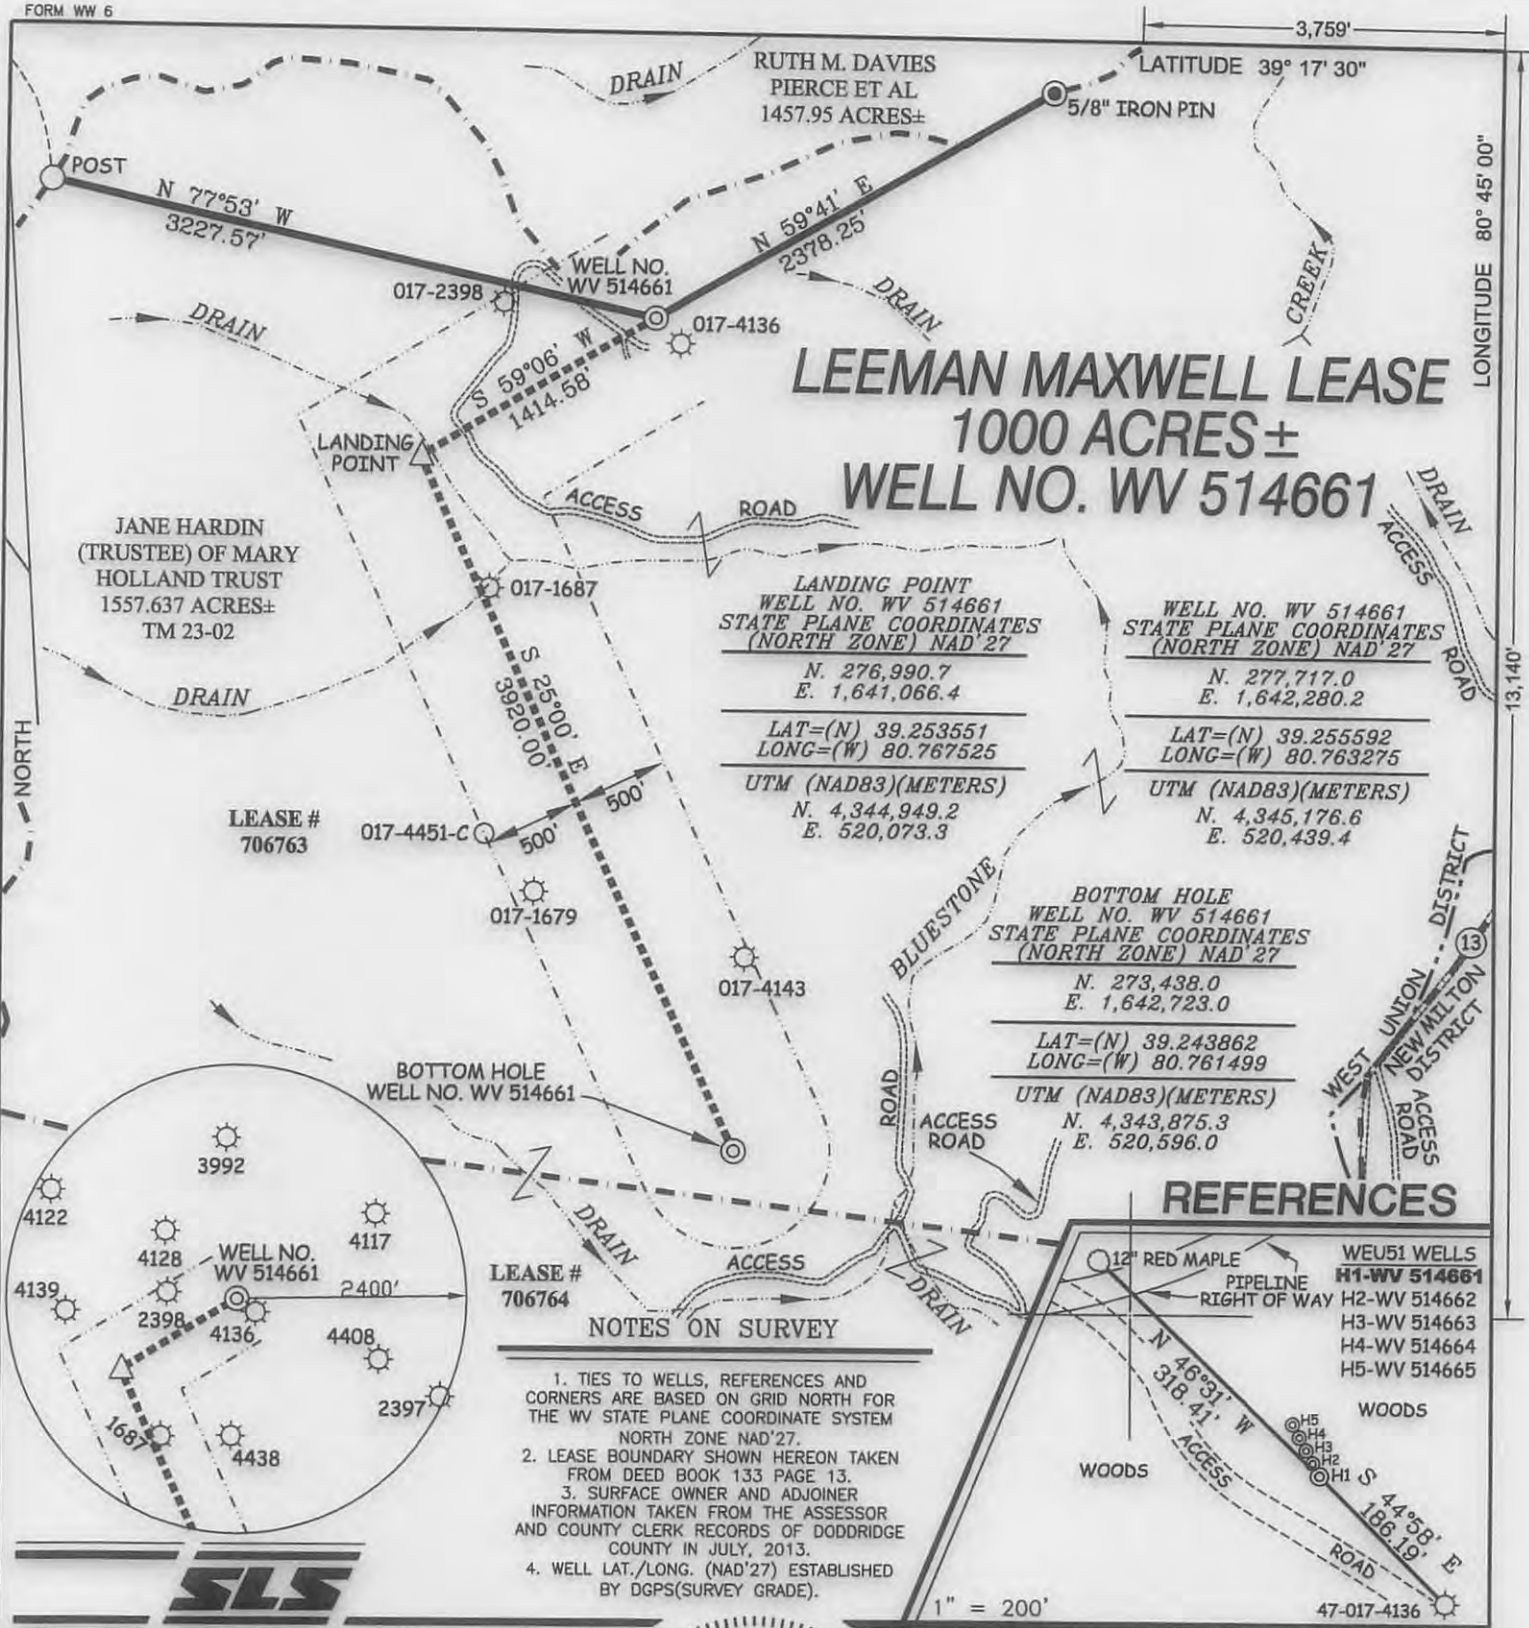 FORM WW 6
3,759'
LATITUDE 39° 17' 30"
DRAIN
RUTH M. DAVIES
PIERCE ET AL
1457.95 ACRES±
5/8" IRON PIN
POST
N 77°53' W
3227.57'
N 59°41' E
2378.25'
LONGITUDE 80° 45' 00"
CREEK
WELL NO.
WV 514661
017-2398
017-4136
DRAIN
DRAIN
S 59°06' W
1414.58'
LEEMAN MAXWELL LEASE
1000 ACRES±
WELL NO. WV 514661
LANDING
POINT
ACCESS ROAD
DRAIN
ACCESS
ROAD
13,140'
JANE HARDIN
(TRUSTEE) OF MARY
HOLLAND TRUST
1557.637 ACRES±
TM 23-02
017-1687
DRAIN
S 25°00' E
3920.00'
LANDING POINT
WELL NO. WV 514661
STATE PLANE COORDINATES
(NORTH ZONE) NAD'27
N. 276,990.7
E. 1,641,066.4
LAT=(N) 39.253551
LONG=(W) 80.767525
UTM (NAD83)(METERS)
N. 4,344,949.2
E. 520,073.3
WELL NO. WV 514661
STATE PLANE COORDINATES
(NORTH ZONE) NAD'27
N. 277,717.0
E. 1,642,280.2
LAT=(N) 39.255592
LONG=(W) 80.763275
UTM (NAD83)(METERS)
N. 4,345,176.6
E. 520,439.4
NORTH
LEASE #
706763
017-4451-C
500'
500'
017-1679
017-4143
BLUESTONE
BOTTOM HOLE
WELL NO. WV 514661
STATE PLANE COORDINATES
(NORTH ZONE) NAD'27
N. 273,438.0
E. 1,642,723.0
LAT=(N) 39.243862
LONG=(W) 80.761499
UTM (NAD83)(METERS)
N. 4,343,875.3
E. 520,596.0
WEST UNION DISTRICT
NEW MILTON
DISTRICT
13
ACCESS
ROAD
BOTTOM HOLE
WELL NO. WV 514661
ROAD
ACCESS
ROAD
DRAIN
ACCESS
DRAIN
LEASE #
706764
3992
4122
4128
4117
WELL NO.
WV 514661
4139
2398
4136
2400'
4408
2397
1687
4438
NOTES ON SURVEY
1. TIES TO WELLS, REFERENCES AND
CORNERS ARE BASED ON GRID NORTH FOR
THE WV STATE PLANE COORDINATE SYSTEM
NORTH ZONE NAD'27.
2. LEASE BOUNDARY SHOWN HEREON TAKEN
FROM DEED BOOK 133 PAGE 13.
3. SURFACE OWNER AND ADJOINER
INFORMATION TAKEN FROM THE ASSESSOR
AND COUNTY CLERK RECORDS OF DODDRIDGE
COUNTY IN JULY, 2013.
4. WELL LAT./LONG. (NAD'27) ESTABLISHED
BY DGPS(SURVEY GRADE).
SLS
REFERENCES
12" RED MAPLE
PIPELINE
RIGHT OF WAY
WEU51 WELLS
H1-WV 514661
H2-WV 514662
H3-WV 514663
H4-WV 514664
H5-WV 514665
N 46°31' W
318.41'
WOODS
WOODS
H5
H4
H3
H2
H1
S 44°58' E
186.19'
ACCESS
ROAD
1" = 200'
47-017-4136